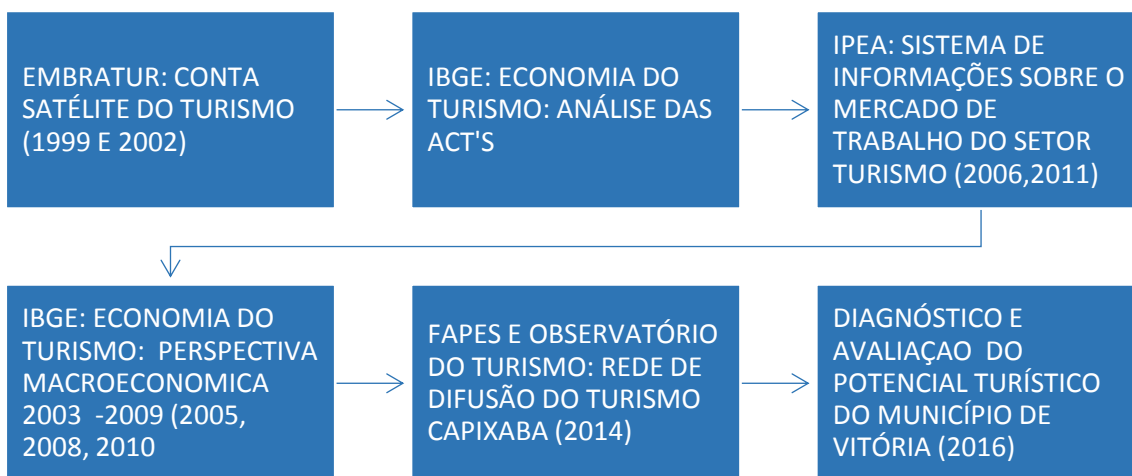 EMBRATUR: CONTA
SATÉLITE DO TURISMO
(1999 E 2002)
IBGE: ECONOMIA DO
TURISMO: ANÁLISE DAS
ACT'S
IPEA: SISTEMA DE
INFORMAÇÕES SOBRE O
MERCADO DE
TRABALHO DO SETOR
TURISMO (2006,2011)
IBGE: ECONOMIA DO
TURISMO: PERSPECTIVA
MACROECONOMICA
2003 -2009 (2005,
2008, 2010
FAPES E OBSERVATÓRIO
DO TURISMO: REDE DE
DIFUSÃO DO TURISMO
CAPIXABA (2014)
DIAGNÓSTICO E
AVALIAÇAO DO
POTENCIAL TURÍSTICO
DO MUNICÍPIO DE
VITÓRIA (2016)